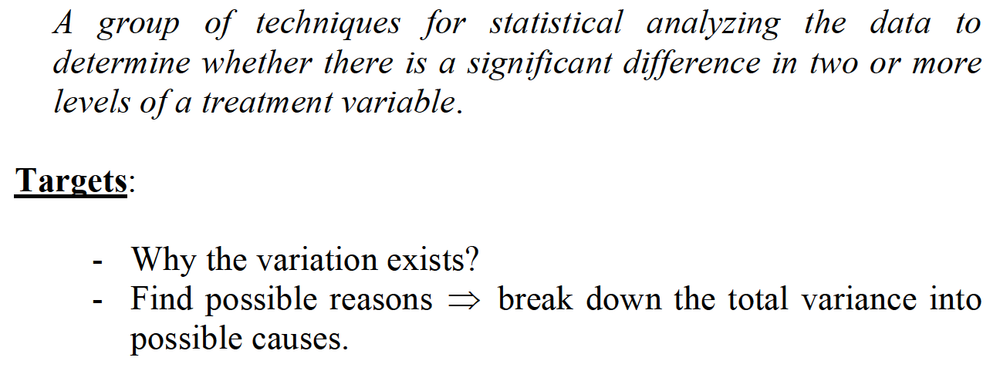 A group of techniques for statistical analyzing the data to
determine whether there is a significant difference in two or more
levels of a treatment variable.
Targets:
- Why the variation exists?
- Find possible reasons ⇒ break down the total variance into
possible causes.